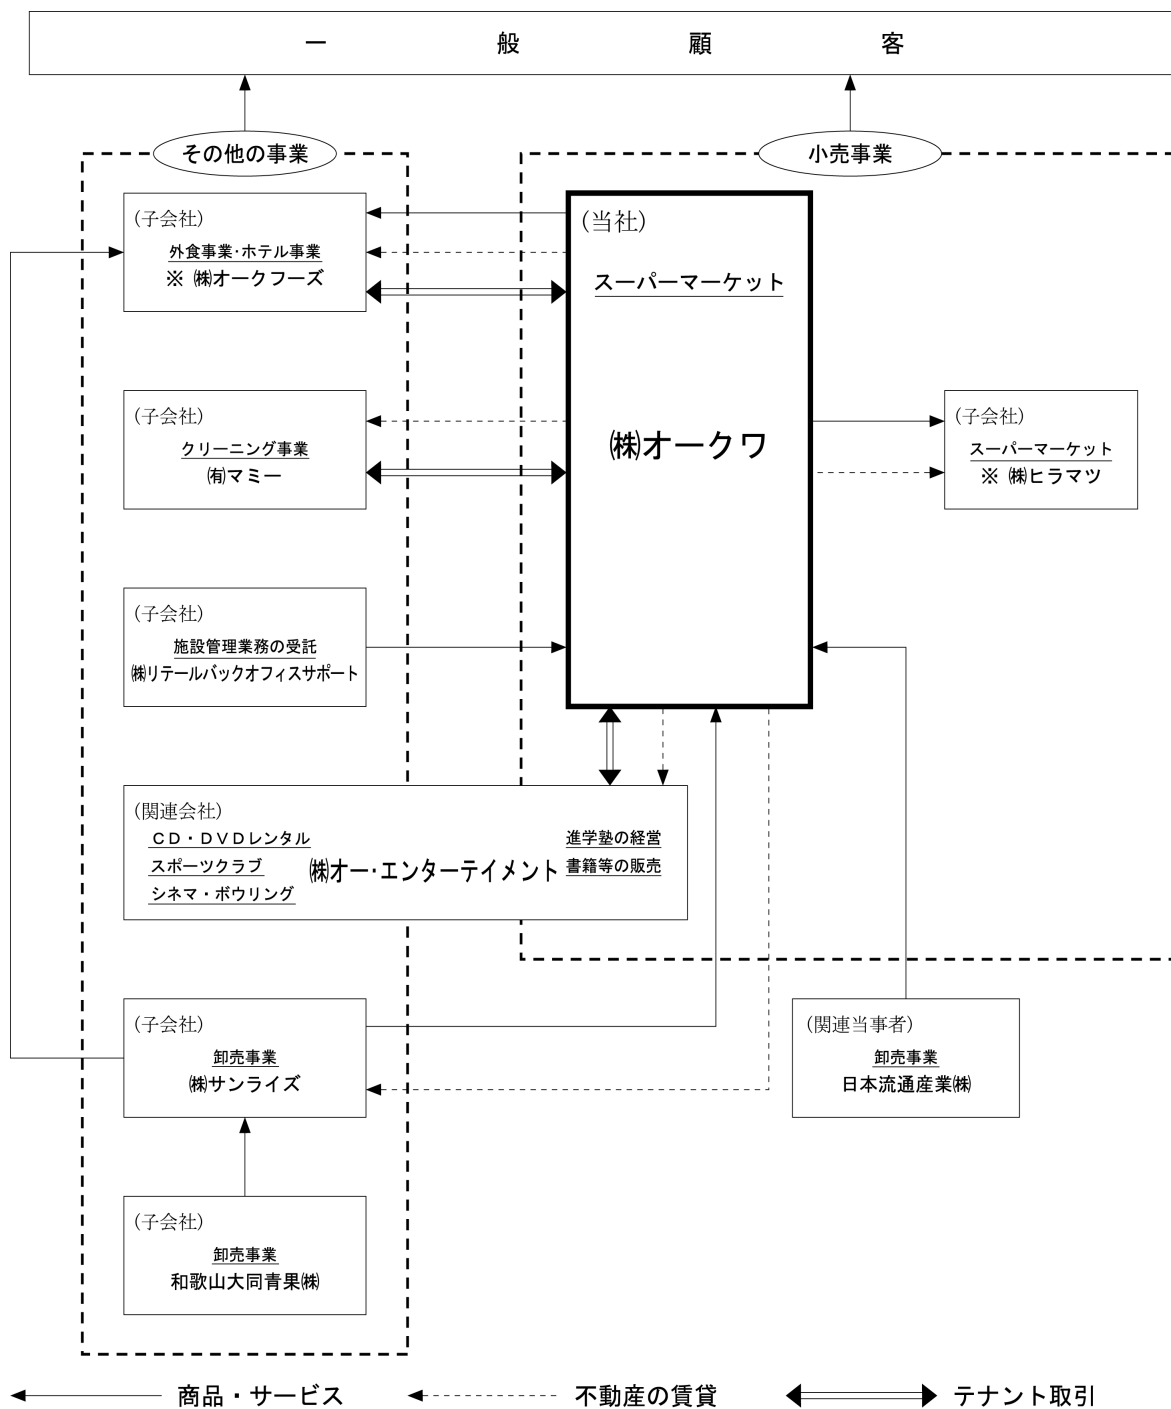 一般顧客
その他の事業
小売事業
(子会社)
外食事業・ホテル事業
※ ㈱オークフーズ
(当社)
スーパーマーケット
㈱オークワ
(子会社)
クリーニング事業
㈲マミー
(子会社)
スーパーマーケット
※ ㈱ヒラマツ
(子会社)
施設管理業務の受託
㈱リテールバックオフィスサポート
(関連会社)
CD・DVDレンタル
スポーツクラブ
シネマ・ボウリング
㈱オー・エンターテイメント
進学塾の経営
書籍等の販売
(子会社)
卸売事業
㈱サンライズ
(関連当事者)
卸売事業
日本流通産業㈱
(子会社)
卸売事業
和歌山大同青果㈱
商品・サービス
不動産の賃貸
テナント取引